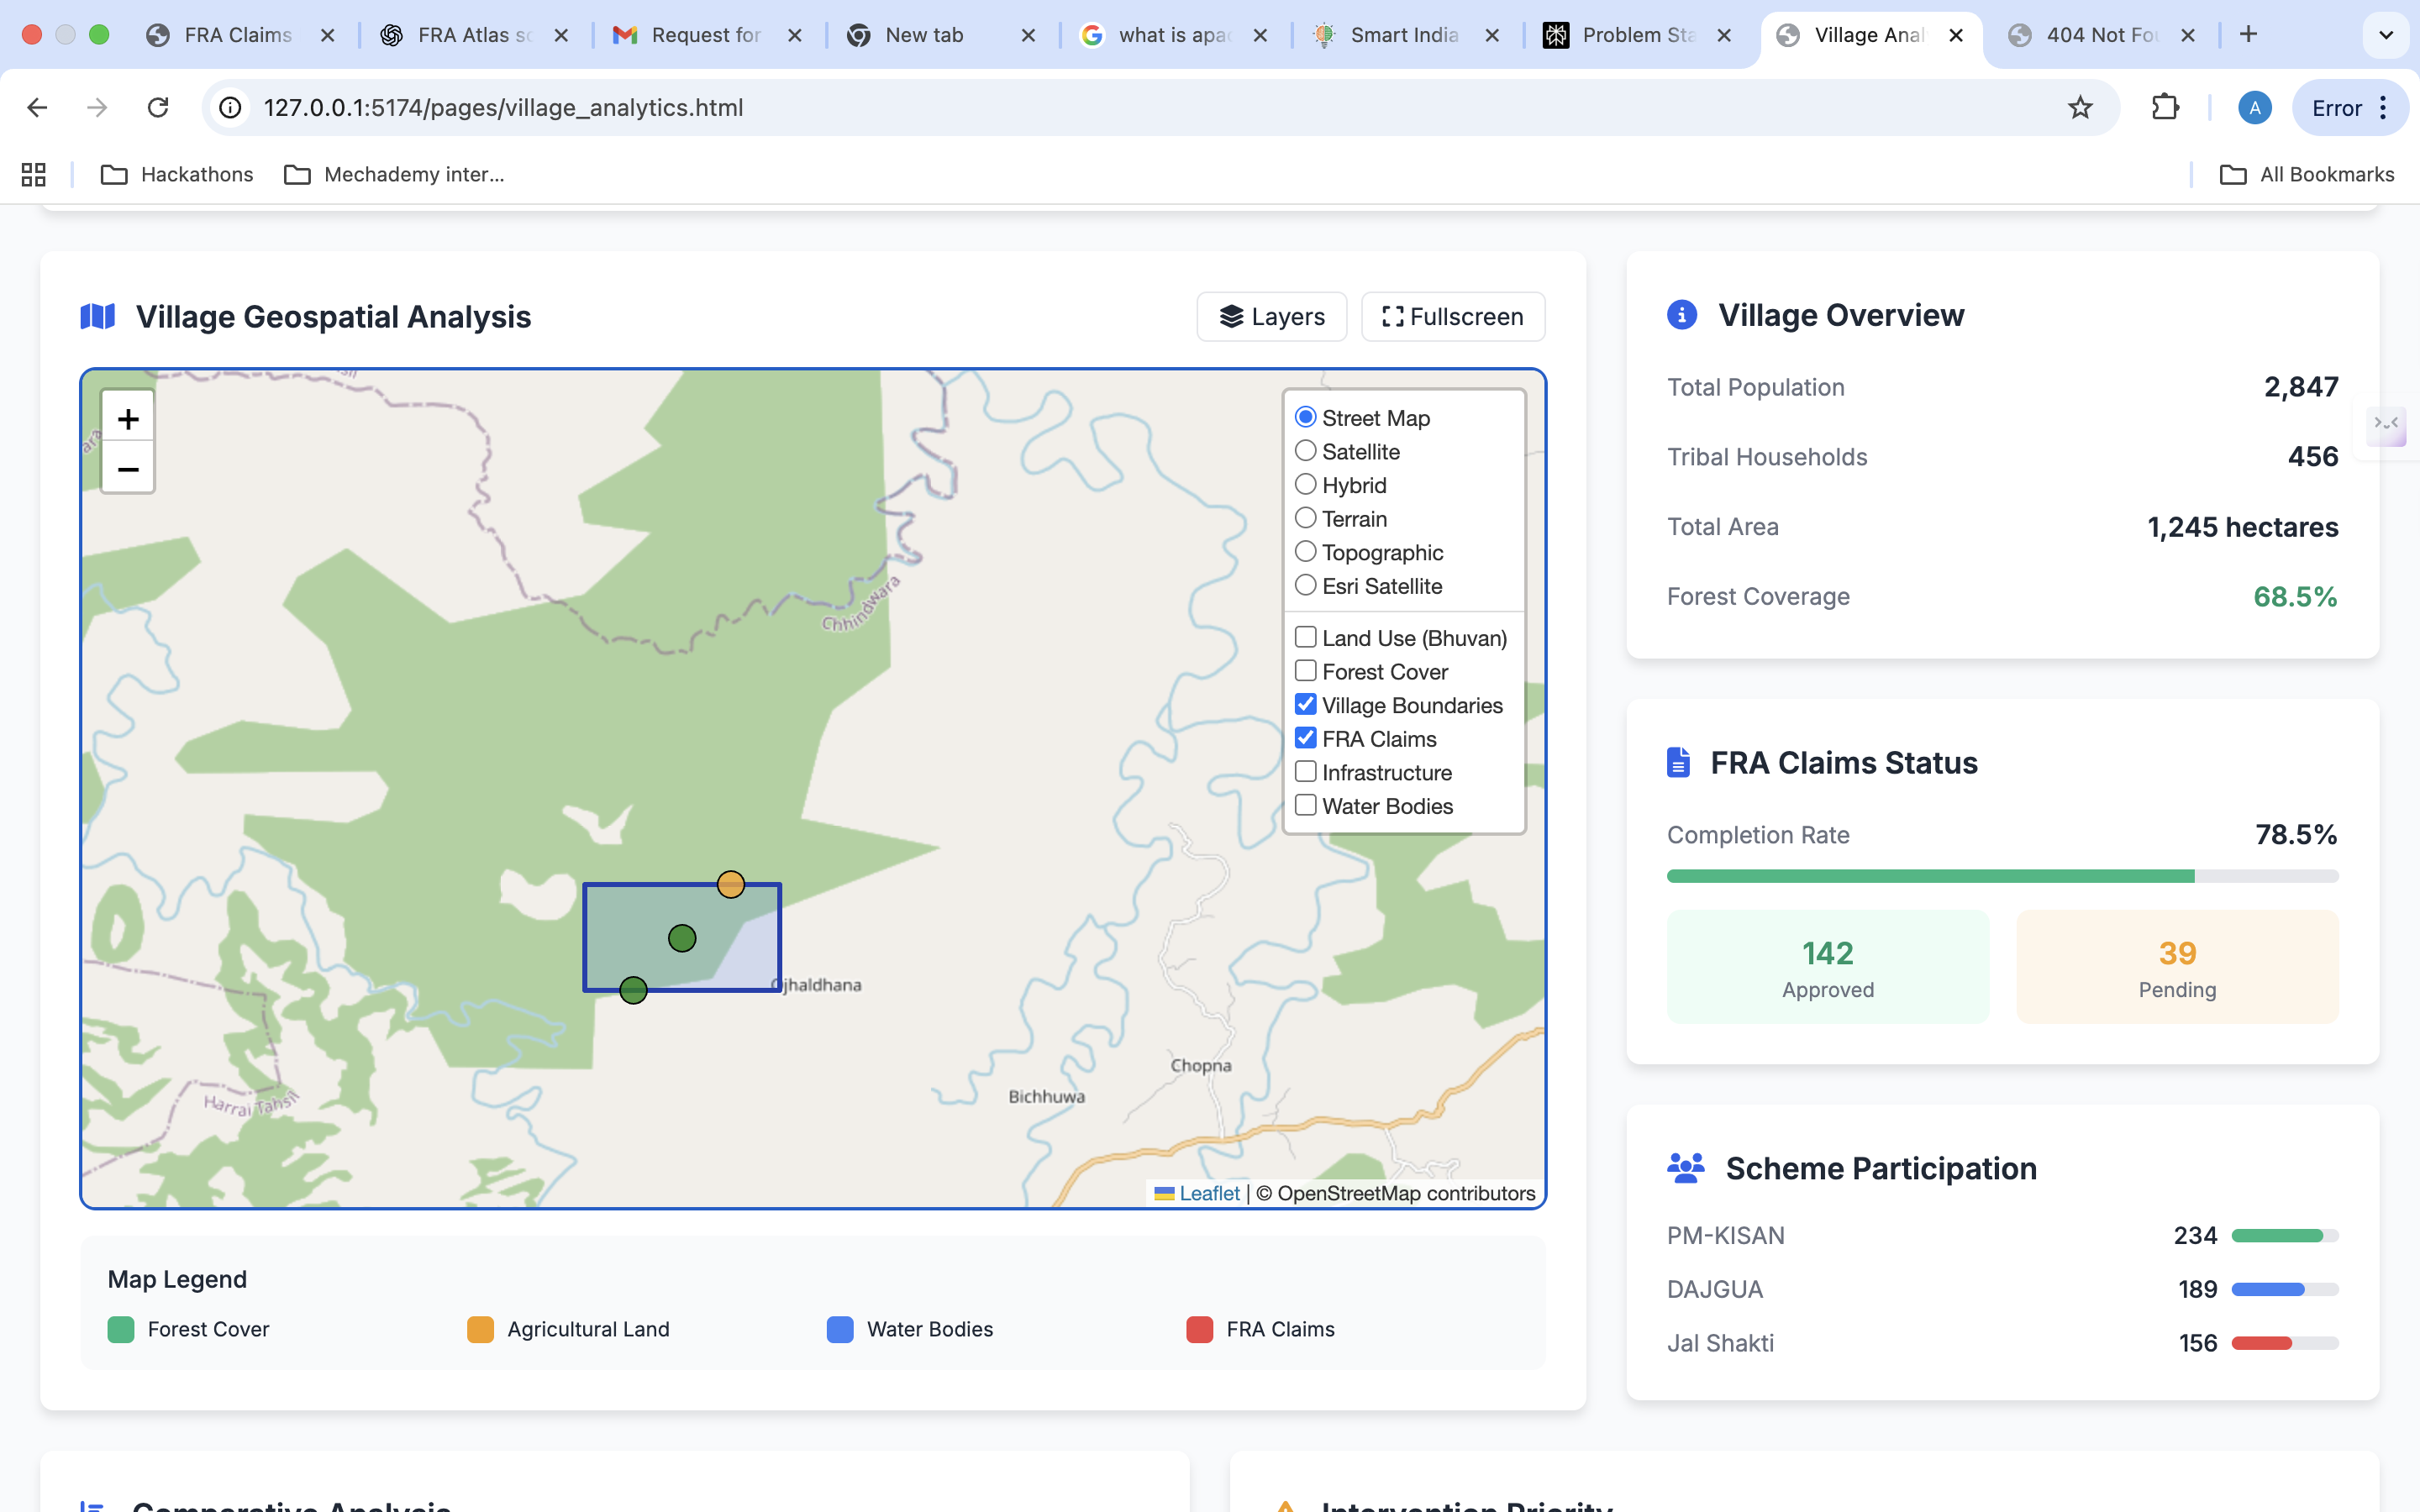 FRA Claims
FRA Atlas sc
Request for
New tab
what is apac
Smart India
Problem Sta
Village Anal
404 Not Fou
127.0.0.1:5174/pages/village_analytics.html
A
Error
Hackathons
Mechademy inter...
All Bookmarks
Village Geospatial Analysis
Layers
Fullscreen
+
−
Street Map
Satellite
Hybrid
Terrain
Topographic
Esri Satellite
Land Use (Bhuvan)
Forest Cover
Village Boundaries
FRA Claims
Infrastructure
Water Bodies
Chhindwara
Ojhaldhana
Harrai Tahsil
Chopna
Bichhuwa
Leaflet | © OpenStreetMap contributors
Map Legend
Forest Cover
Agricultural Land
Water Bodies
FRA Claims
Village Overview
Total Population 2,847
Tribal Households 456
Total Area 1,245 hectares
Forest Coverage 68.5%
FRA Claims Status
Completion Rate 78.5%
142
Approved
39
Pending
Scheme Participation
PM-KISAN 234
DAJGUA 189
Jal Shakti 156
Comparative Analysis
Intervention Priority